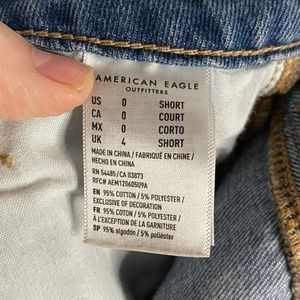 AMERICAN EAGLE
OUTFITTERS
US 0 SHORT
CA 0 COURT
MX 0 CORTO
UK 4 SHORT
MADE IN CHINA / FABRIQUÉ EN CHINE /
HECHO EN CHINA
RN 54485/CA 03873
RFC# AEM120605U9A
EN 95% COTTON / 5% POLYESTER /
EXCLUSIVE OF DECORATION
FR 95% COTON / 5% POLYESTER /
À L'EXCEPTION DE LA GARNITURE
SP 95% algodón / 5% poliéster